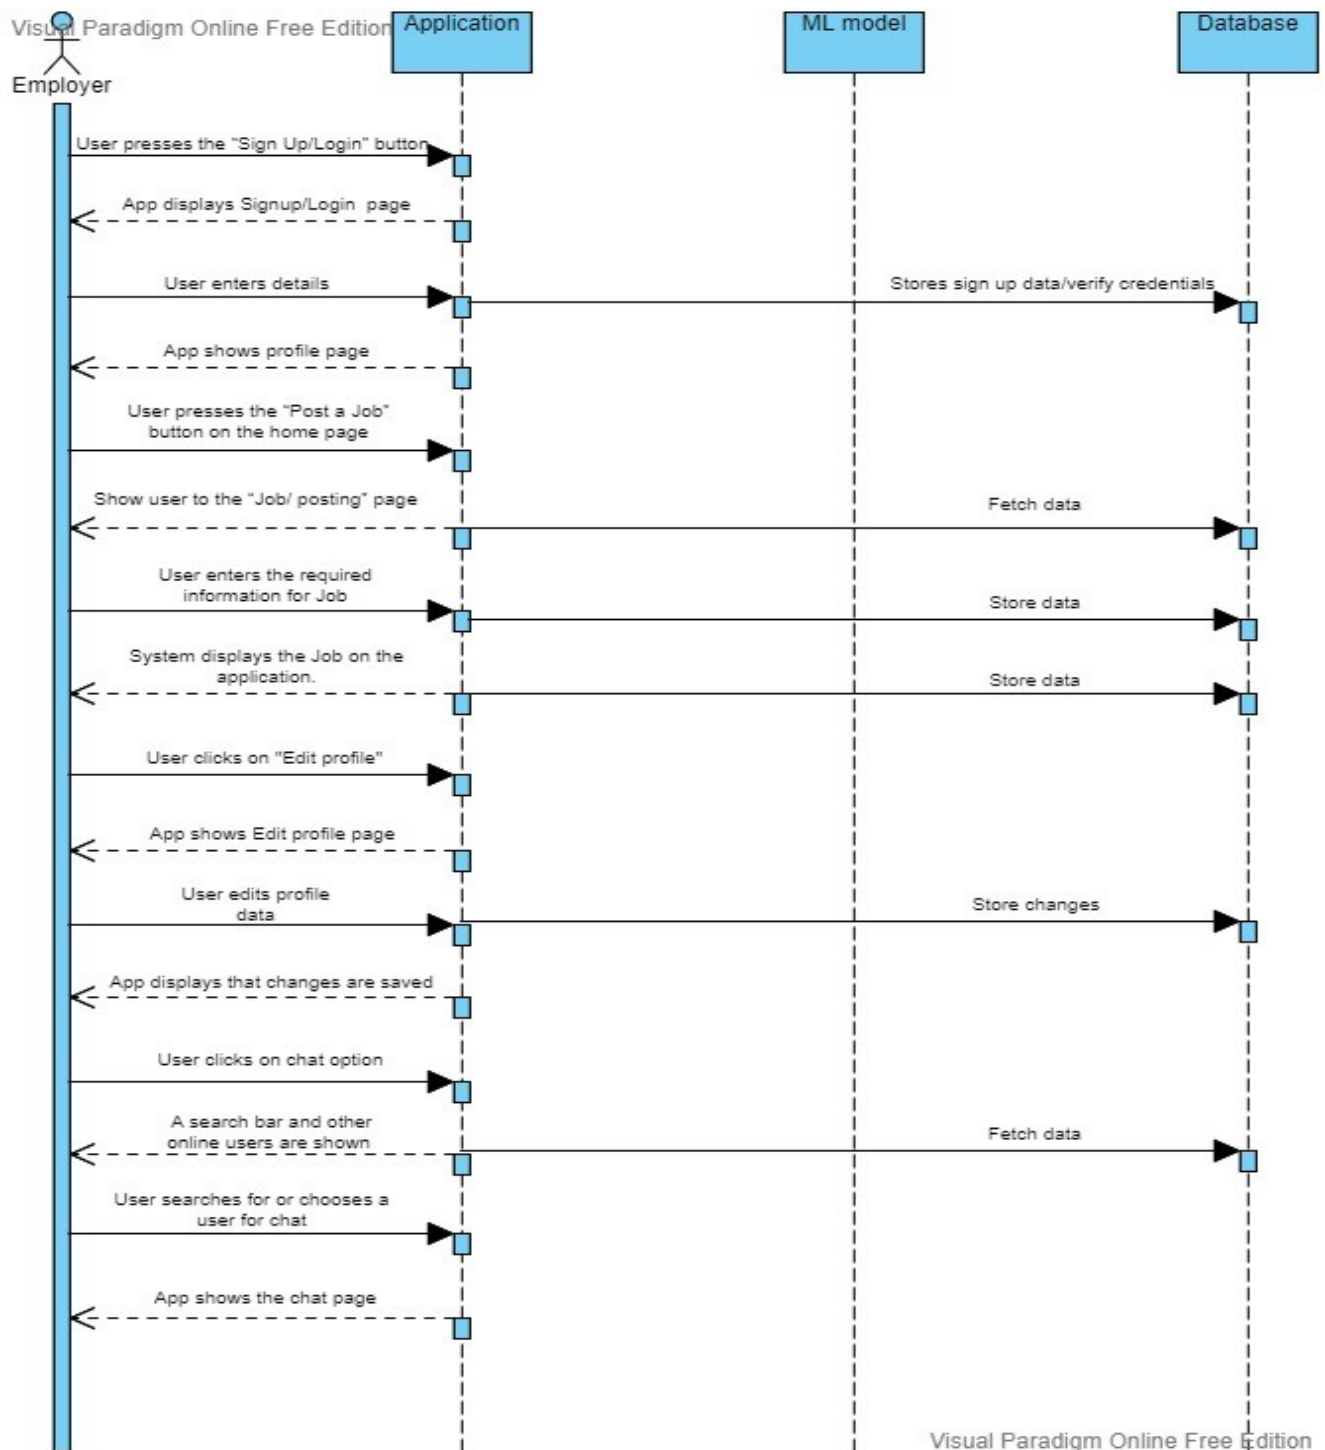 Visual Paradigm Online Free Edition
Application
ML model
Database
Employer
User presses the “Sign Up/Login” button
App displays Signup/Login page
User enters details
Stores sign up data/verify credentials
App shows profile page
User presses the “Post a Job”
button on the home page
Show user to the “Job/ posting” page
Fetch data
User enters the required
information for Job
Store data
System displays the Job on the
application.
Store data
User clicks on "Edit profile"
App shows Edit profile page
User edits profile
data
Store changes
App displays that changes are saved
User clicks on chat option
A search bar and other
online users are shown
Fetch data
User searches for or chooses a
user for chat
App shows the chat page
Visual Paradigm Online Free Edition